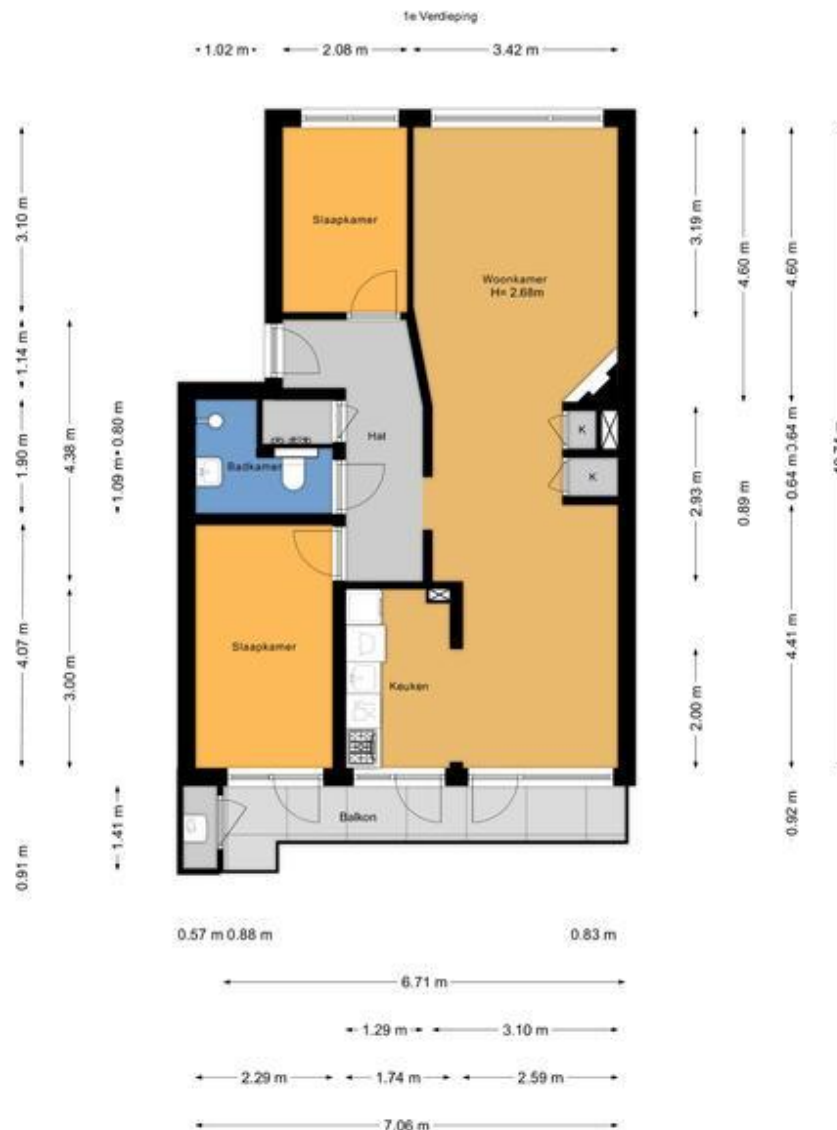 1e Verdieping
1.02 m
2.08 m
3.42 m
3.10 m
1.14 m
1.90 m
4.07 m
0.91 m
4.38 m
3.00 m
1.09 m
0.80 m
1.41 m
Slaapkamer
Woonkamer
H= 2.68m
Hal
Badkamer
K
K
Slaapkamer
Keuken
Balkon
3.19 m
2.93 m
2.00 m
4.60 m
0.89 m
4.60 m
0.64 m
0.64 m
4.41 m
0.92 m
0.57 m 0.88 m
0.83 m
6.71 m
1.29 m
3.10 m
2.29 m
1.74 m
2.59 m
7.06 m